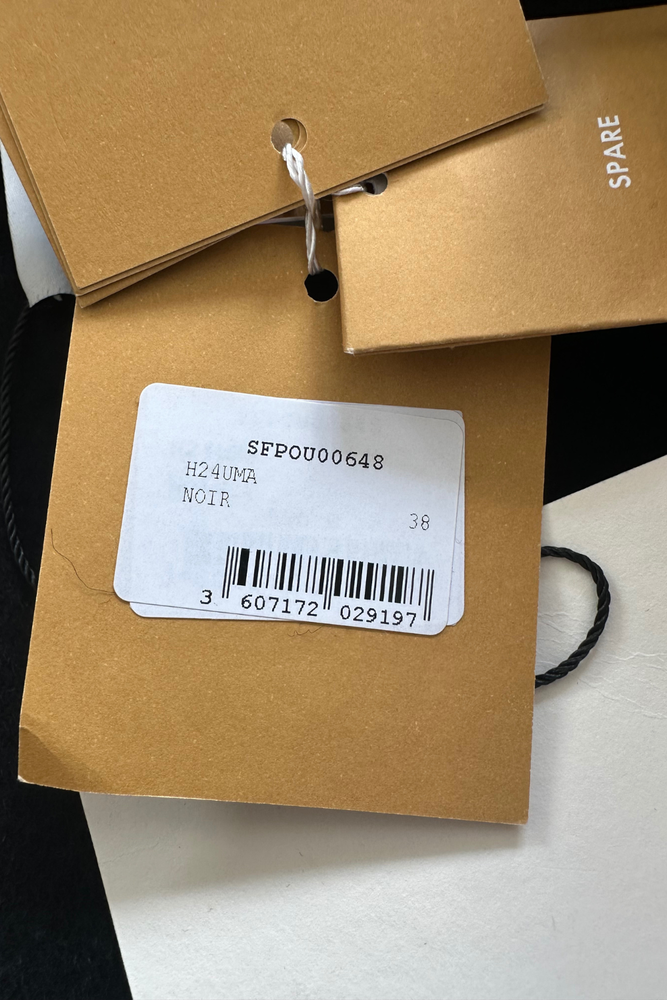 SPARE
SFPOU00648
H24UMA
NOIR
38
3 607172 029197